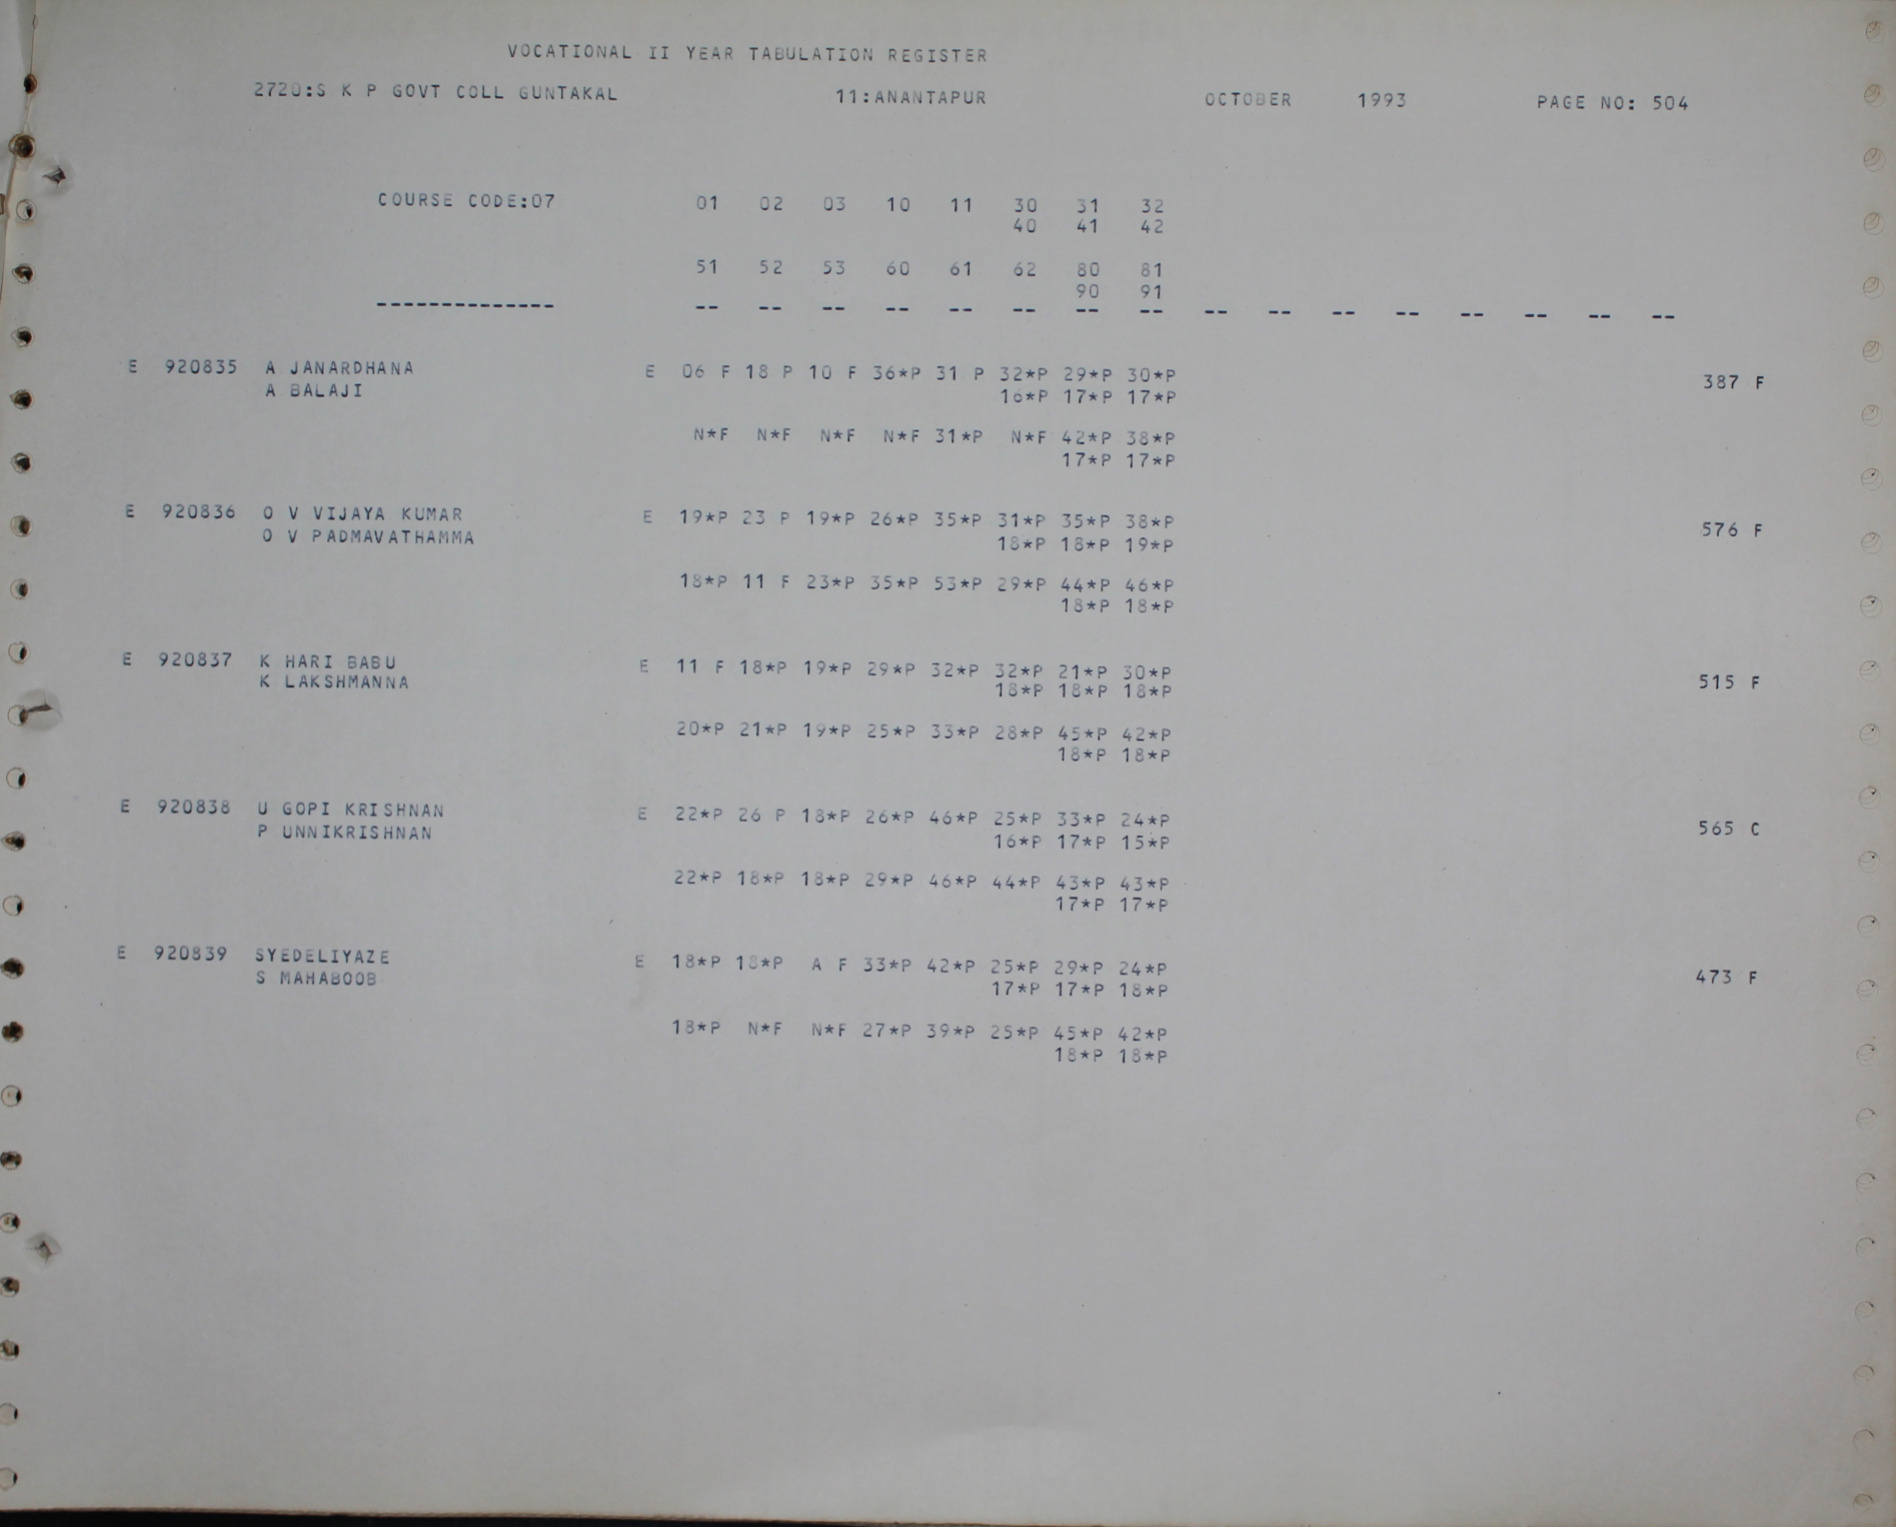 VOCATIONAL II YEAR TABULATION REGISTER
2720:S K P GOVT COLL GUNTAKAL 11:ANANTAPUR OCTOBER 1993 PAGE NO: 504
COURSE CODE:07 01 02 03 10 11 30 31 32
40 41 42
51 52 53 60 61 62 80 81
90 91
-------------- -- -- -- -- -- -- -- -- -- -- -- -- -- -- -- --
E 920835 A JANARDHANA E 06 F 18 P 10 F 36*P 31 P 32*P 29*P 30*P 387 F
A BALAJI 16*P 17*P 17*P
N*F N*F N*F N*F 31*P N*F 42*P 38*P
17*P 17*P
E 920836 O V VIJAYA KUMAR E 19*P 23 P 19*P 26*P 35*P 31*P 35*P 38*P 576 F
O V PADMAVATHAMMA 18*P 18*P 19*P
18*P 11 F 23*P 35*P 53*P 29*P 44*P 46*P
18*P 18*P
E 920837 K HARI BABU E 11 F 18*P 19*P 29*P 32*P 32*P 21*P 30*P 515 F
K LAKSHMANNA 18*P 18*P 18*P
20*P 21*P 19*P 25*P 33*P 28*P 45*P 42*P
18*P 18*P
E 920838 U GOPI KRISHNAN E 22*P 26 P 18*P 26*P 46*P 25*P 33*P 24*P 565 C
P UNNIKRISHNAN 16*P 17*P 15*P
22*P 18*P 18*P 29*P 46*P 44*P 43*P 43*P
17*P 17*P
E 920839 SYEDELIYAZE E 18*P 18*P A F 33*P 42*P 25*P 29*P 24*P 473 F
S MAHABOOB 17*P 17*P 18*P
18*P N*F N*F 27*P 39*P 25*P 45*P 42*P
18*P 18*P